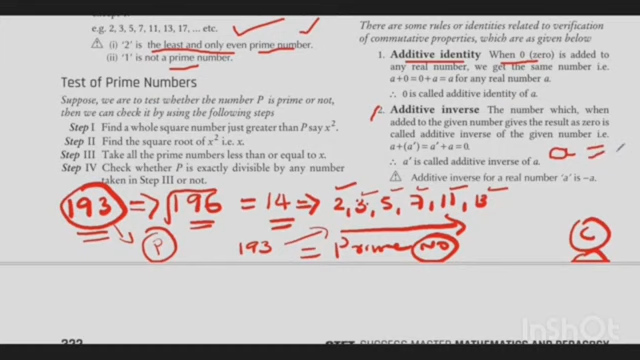 e.g. 2, 3, 5, 7, 11, 13, 17, ... etc.
⚠ (i) '2' is the least and only even prime number.
(ii) '1' is not a prime number.
Test of Prime Numbers
Suppose, we are to test whether the number P is prime or not,
then we can check it by using the following steps
Step I Find a whole square number just greater than P say x².
Step II Find the square root of x² i.e. x.
Step III Take all the prime numbers less than or equal to x.
Step IV Check whether P is exactly divisible by any number
taken in Step III or not.
There are some rules or identities related to verification
of commutative properties, which are as given below
1. Additive identity When 0 (zero) is added to
any real number, we get the same number i.e.
a+0=0+a=a for any real number a.
∴ 0 is called additive identity of a.
2. Additive inverse The number which, when
added to the given number gives the result as zero is
called additive inverse of the given number i.e.
a+(a′)=a′+a=0.
∴ a′ is called additive inverse of a.
⚠ Additive inverse for a real number 'a' is –a.
a =
193 ⇒ √196 = 14 ⇒ 2, 3, 5, 7, 11, 13
P 193 = Prime NO
C
SUCCESS MASTER MATHEMATICS AND PEDAGOGY
InShot